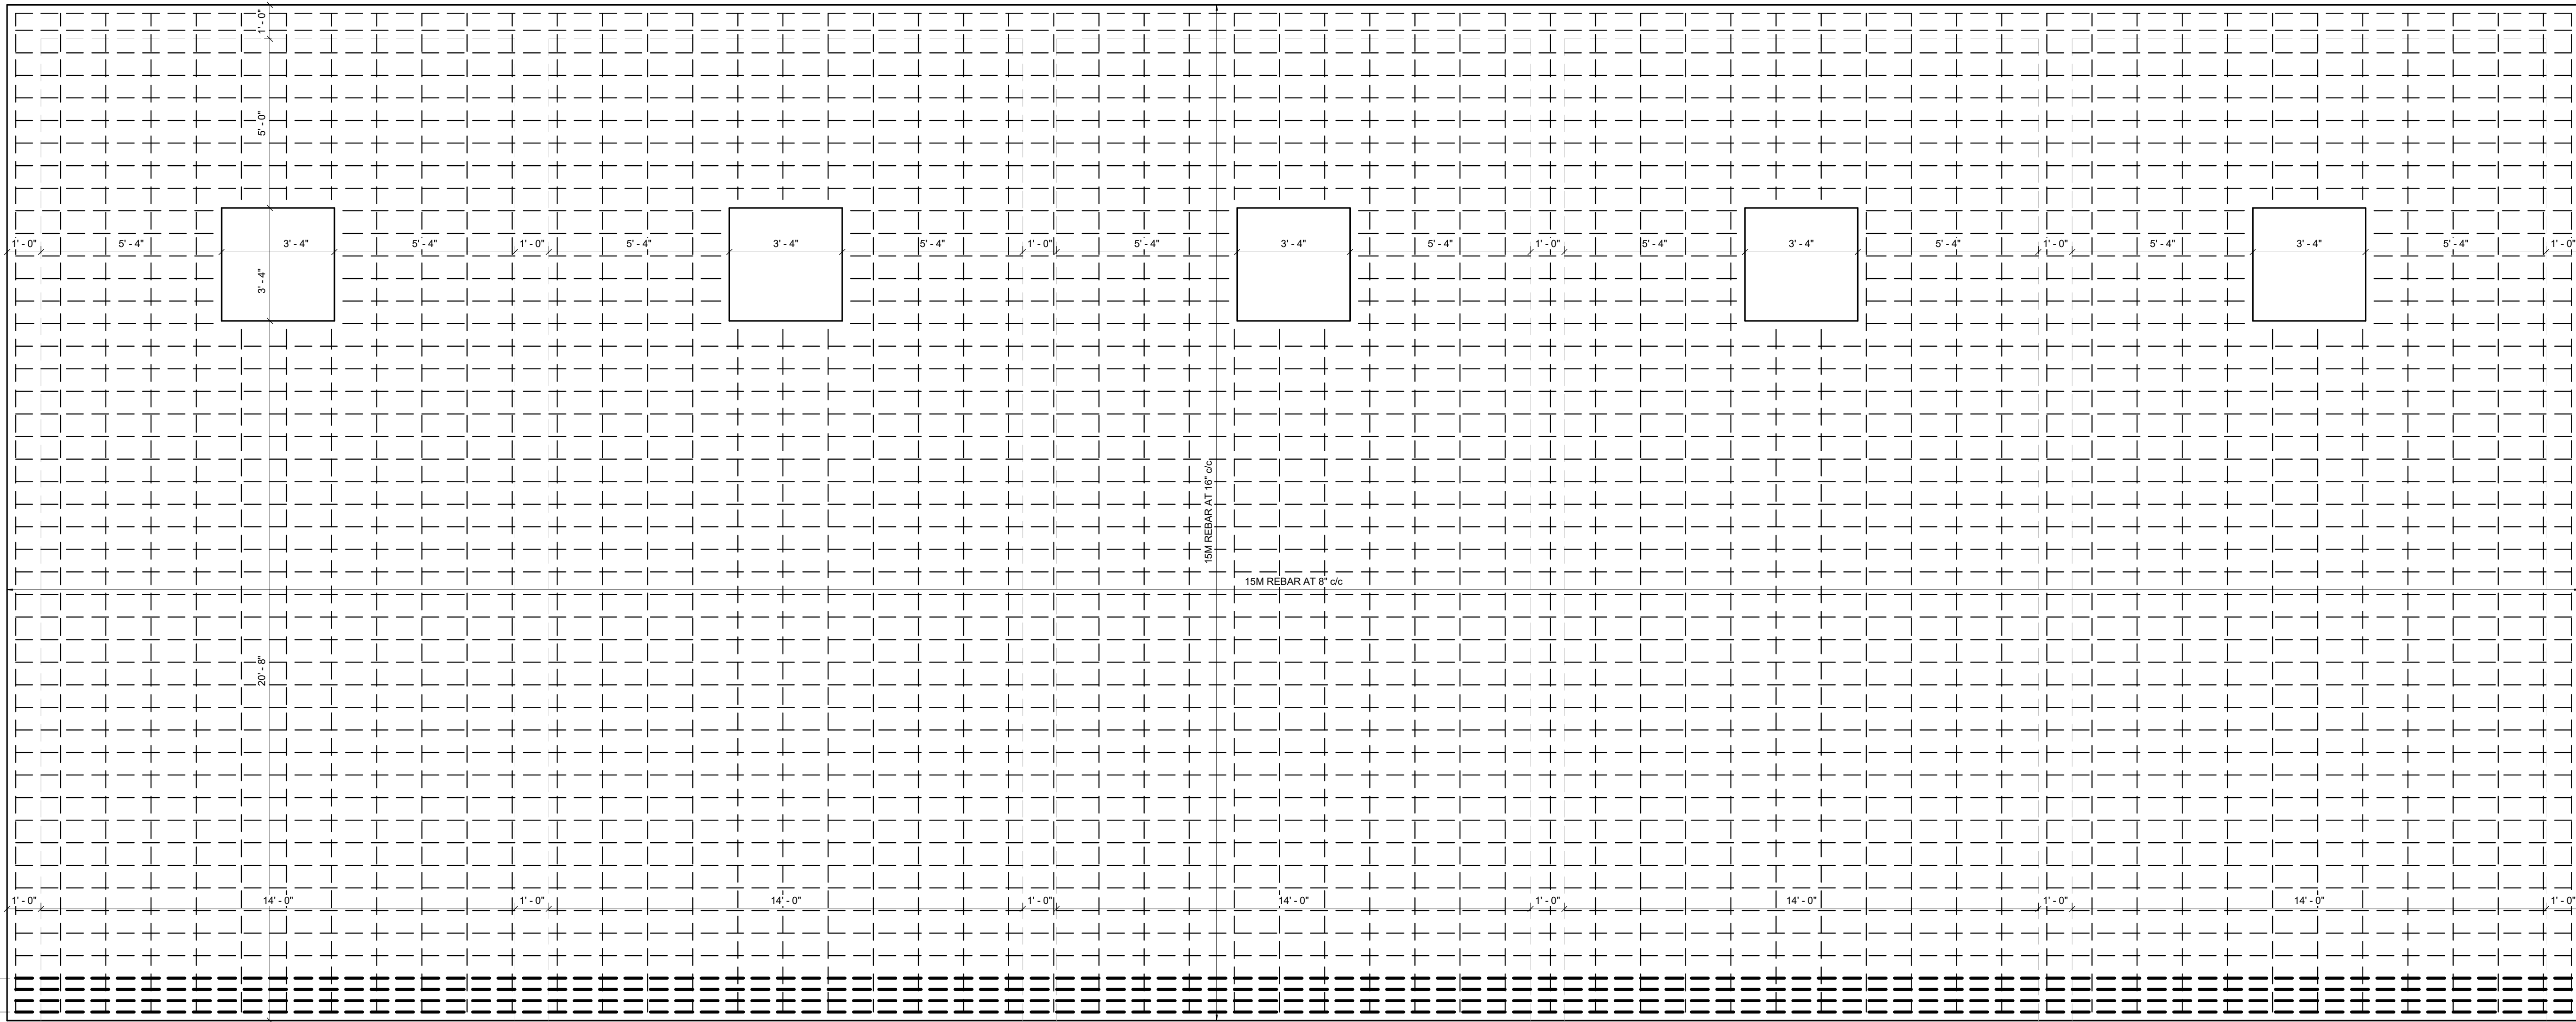 1' - 0"
5' - 0"
1' - 0"
5' - 4"
3' - 4"
5' - 4"
1' - 0"
5' - 4"
3' - 4"
5' - 4"
1' - 0"
5' - 4"
3' - 4"
5' - 4"
1' - 0"
5' - 4"
3' - 4"
5' - 4"
1' - 0"
5' - 4"
3' - 4"
5' - 4"
1' - 0"
3' - 4"
15M REBAR AT 16" c/c
15M REBAR AT 8" c/c
20' - 8"
1' - 0"
14' - 0"
1' - 0"
14' - 0"
1' - 0"
14' - 0"
1' - 0"
14' - 0"
1' - 0"
14' - 0"
1' - 0"